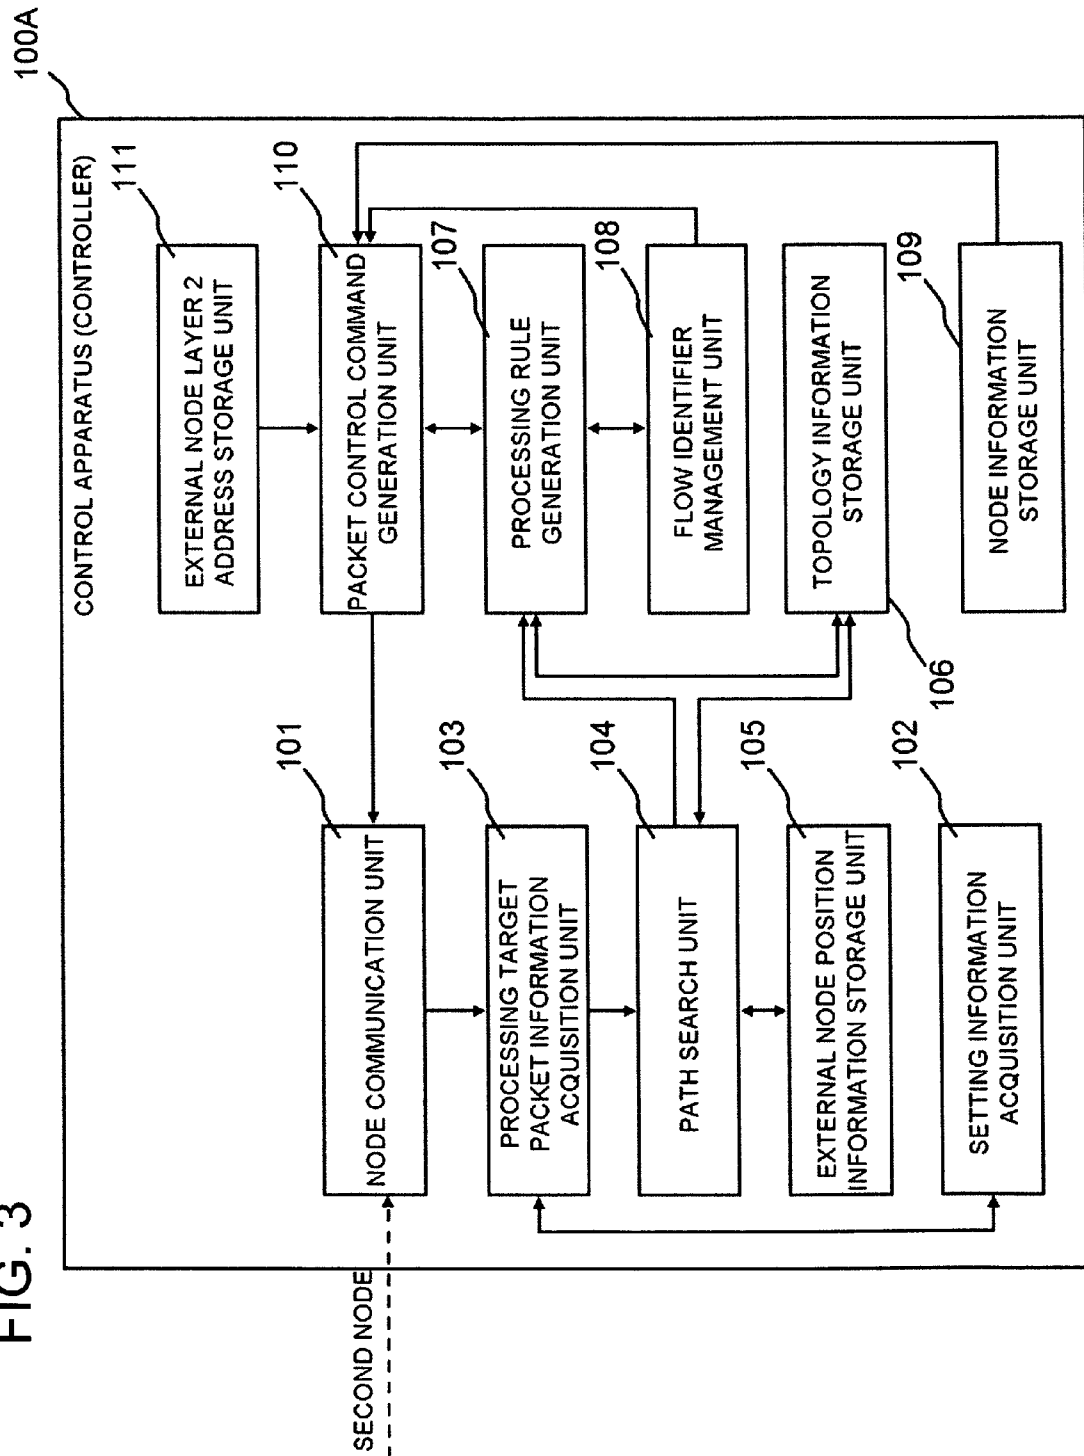 FIG. 3
CONTROL APPARATUS (CONTROLLER)
100A
EXTERNAL NODE LAYER 2
ADDRESS STORAGE UNIT
111
SECOND NODE
NODE COMMUNICATION UNIT
101
PACKET CONTROL COMMAND
GENERATION UNIT
110
PROCESSING TARGET
PACKET INFORMATION
ACQUISITION UNIT
103
PROCESSING RULE
GENERATION UNIT
107
PATH SEARCH UNIT
104
FLOW IDENTIFIER
MANAGEMENT UNIT
108
EXTERNAL NODE POSITION
INFORMATION STORAGE UNIT
105
TOPOLOGY INFORMATION
STORAGE UNIT
106
SETTING INFORMATION
ACQUISITION UNIT
102
NODE INFORMATION
STORAGE UNIT
109